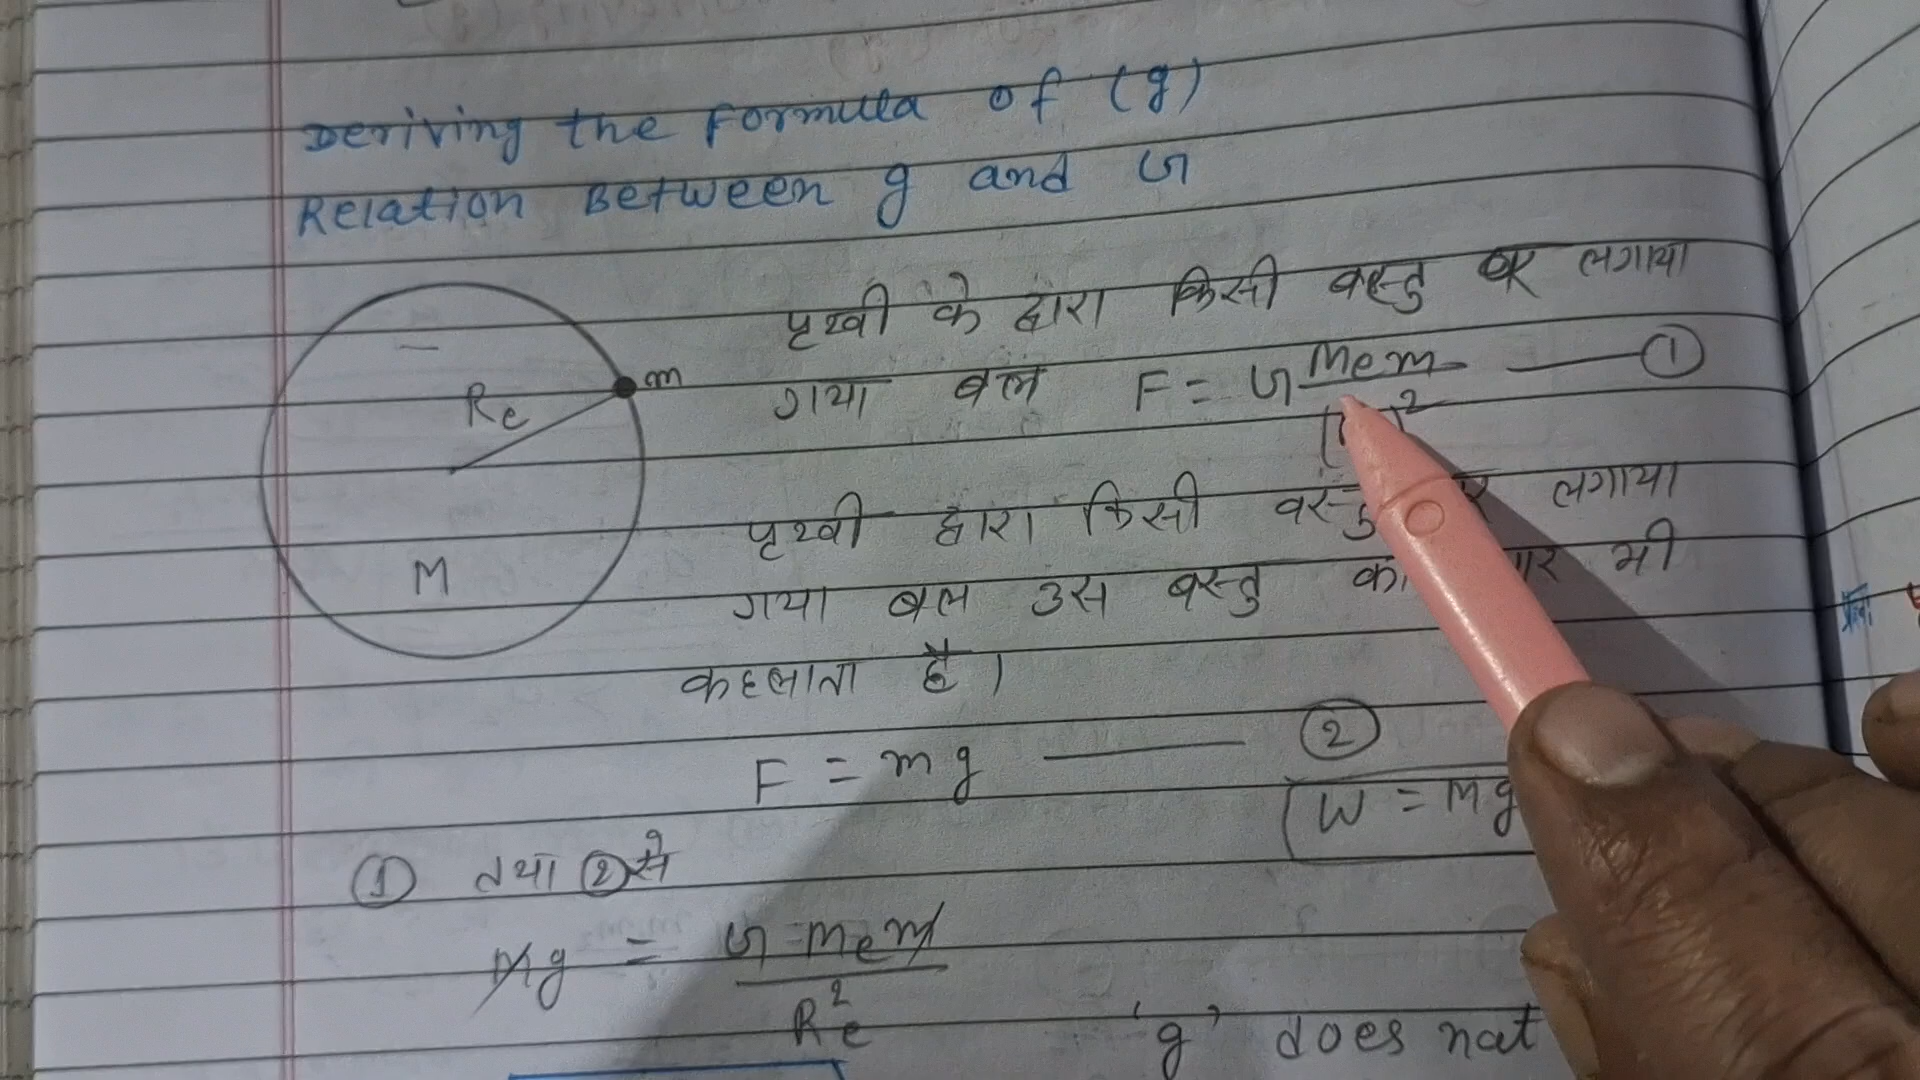 Deriving the Formula of (g)
Relation Between g and G
पृथ्वी के द्वारा किसी वस्तु पर लगाया
गया बल F = G Mem/( )² — ①
Re m
पृथ्वी द्वारा किसी वस्तु लगाया
गया बल उस वस्तु का भी
M
कहलाता है।
F = mg — ②
W = Mg
① तथा ② से
mg = G Mem/Re²
'g' does not